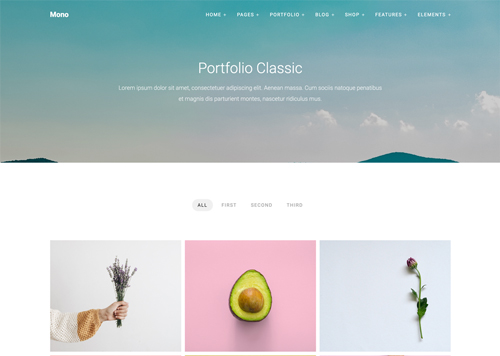 Mono
HOME + PAGES + PORTFOLIO + BLOG + SHOP + FEATURES + ELEMENTS +
Portfolio Classic
Lorem ipsum dolor sit amet, consectetuer adipiscing elit. Aenean massa. Cum sociis natoque penatibus
et magnis dis parturient montes, nascetur ridiculus mus.
ALL FIRST SECOND THIRD